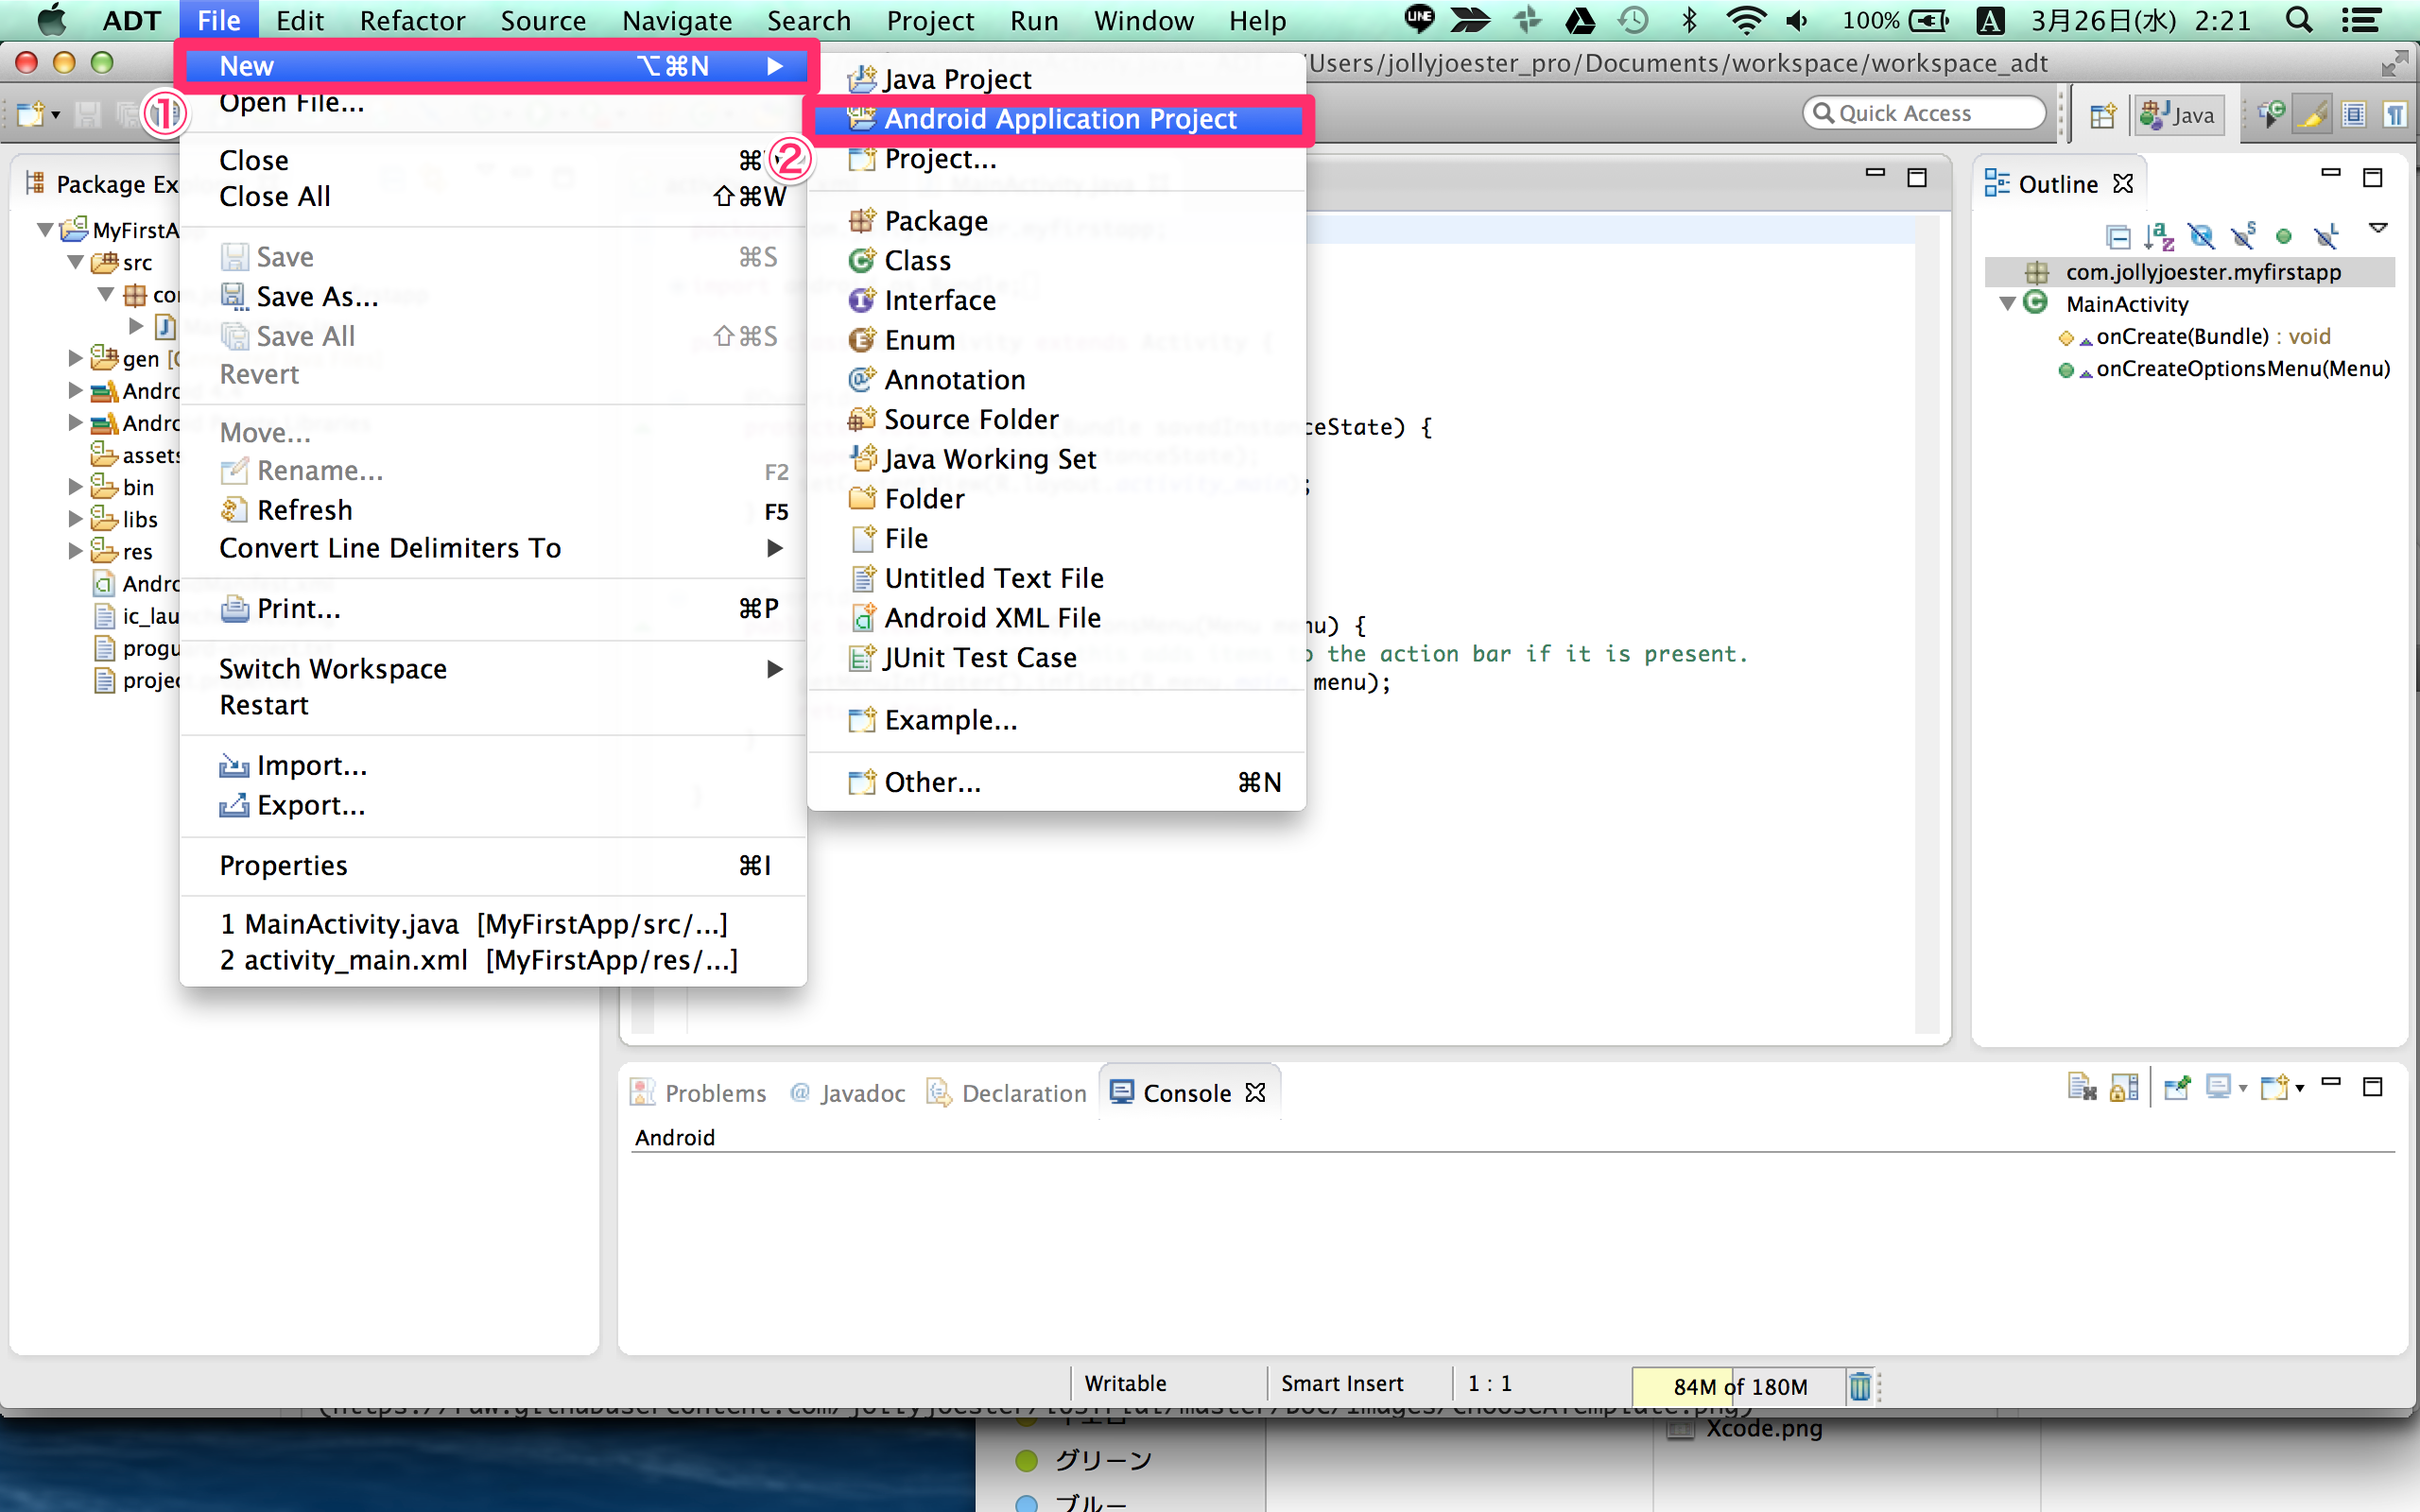 ADT File Edit Refactor Source Navigate Search Project Run Window Help LINE 100% A 3月26日(水) 2:21
/Users/jollyjoester_pro/Documents/workspace/workspace_adt
New ⌥⌘N
①
Open File...
Close ⌘
Close All ⇧⌘W
Save ⌘S
Save As...
Save All ⇧⌘S
Revert
Move...
Rename... F2
Refresh F5
Convert Line Delimiters To
Print... ⌘P
Switch Workspace
Restart
Import...
Export...
Properties ⌘I
1 MainActivity.java [MyFirstApp/src/...]
2 activity_main.xml [MyFirstApp/res/...]
Java Project
②
Android Application Project
Project...
Package
Class
Interface
Enum
Annotation
Source Folder
Java Working Set
Folder
File
Untitled Text File
Android XML File
JUnit Test Case
Example...
Other... ⌘N
Quick Access
Java
Package Ex
MyFirstA
src
co
gen
Andro
Andro
assets
bin
libs
res
Andro
ic_lau
progu
projec
ceState) {
;
nu) {
the action bar if it is present.
menu);
Outline
com.jollyjoester.myfirstapp
MainActivity
onCreate(Bundle) : void
onCreateOptionsMenu(Menu)
Problems
@ Javadoc
Declaration
Console
Android
Writable
Smart Insert
1 : 1
84M of 180M
Xcode.png
グリーン
ブルー